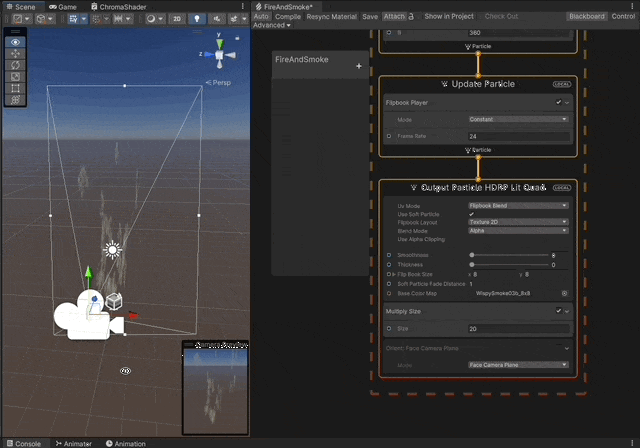 Scene
Game
ChromaShader
2D
y
z
Persp
FireAndSmoke*
Auto
Compile
Resync Material
Save
Attach
Show in Project
Blackboard
Control
Advanced
FireAndSmoke
+
360
Particle
Update Particle
LOCAL
Flipbook Player
Mode
Constant
Frame Rate
24
Particle
Output Particle HDRP Lit Quad
LOCAL
Uv Mode
Flipbook Blend
Use Soft Particle
Flipbook Layout
Texture 2D
Blend Mode
Alpha
Use Alpha Clipping
Smoothness
Thickness
0
Flip Book Size
x 8
y 8
Soft Particle Fade Distance
1
Base Color Map
WispySmoke03b_8x8
Multiply Size
Size
20
Orient: Face Camera Plane
Mode
Face Camera Plane
Console
Animator
Animation